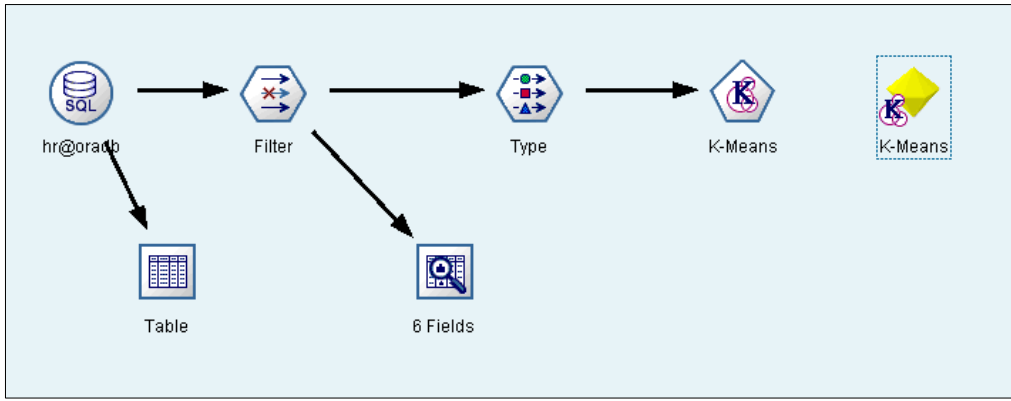 SQL
hr@oradb
Filter
Type
K
K-Means
K
K-Means
Table
6 Fields